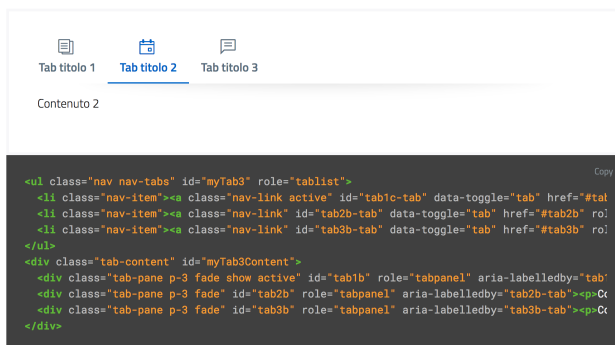 Tab titolo 1 Tab titolo 2 Tab titolo 3
Contenuto 2
Copy
<ul class="nav nav-tabs" id="myTab3" role="tablist">
<li class="nav-item"><a class="nav-link active" id="tab1c-tab" data-toggle="tab" href="#tab
<li class="nav-item"><a class="nav-link" id="tab2b-tab" data-toggle="tab" href="#tab2b" rol
<li class="nav-item"><a class="nav-link" id="tab3b-tab" data-toggle="tab" href="#tab3b" rol
</ul>
<div class="tab-content" id="myTab3Content">
<div class="tab-pane p-3 fade show active" id="tab1b" role="tabpanel" aria-labelledby="tab1
<div class="tab-pane p-3 fade" id="tab2b" role="tabpanel" aria-labelledby="tab2b-tab"><p>Co
<div class="tab-pane p-3 fade" id="tab3b" role="tabpanel" aria-labelledby="tab3b-tab"><p>Co
</div>